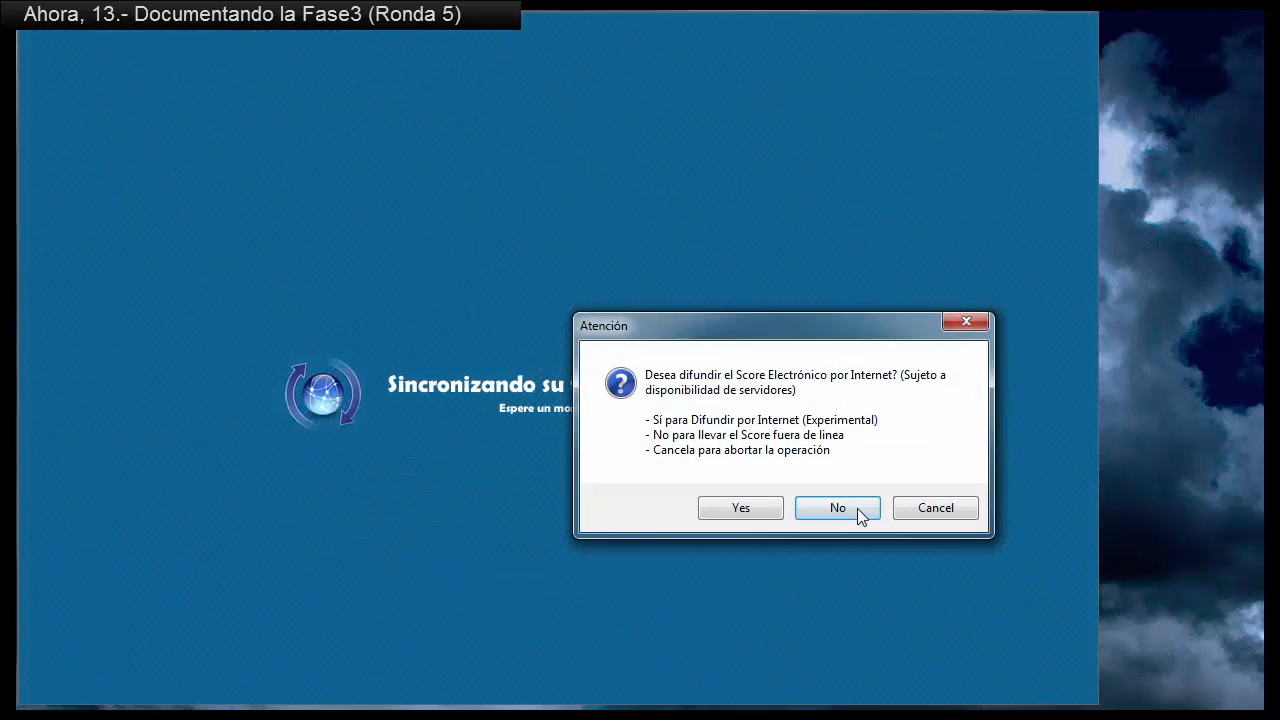 Ahora, 13.- Documentando la Fase3 (Ronda 5)
Atención
Desea difundir el Score Electrónico por Internet? (Sujeto a
disponibilidad de servidores)
- Sí para Difundir por Internet (Experimental)
- No para llevar el Score fuera de linea
- Cancela para abortar la operación
Yes No Cancel
Sincronizando su
Espere un